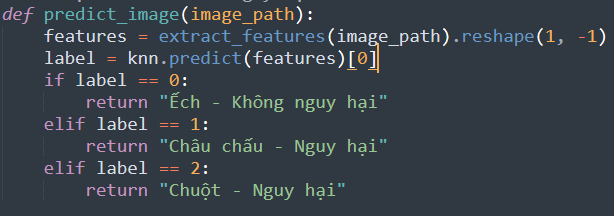 def predict_image(image_path):
    features = extract_features(image_path).reshape(1, -1)
    label = knn.predict(features)[0]
    if label == 0:
        return "Ếch - Không nguy hại"
    elif label == 1:
        return "Châu chấu - Nguy hại"
    elif label == 2:
        return "Chuột - Nguy hại"